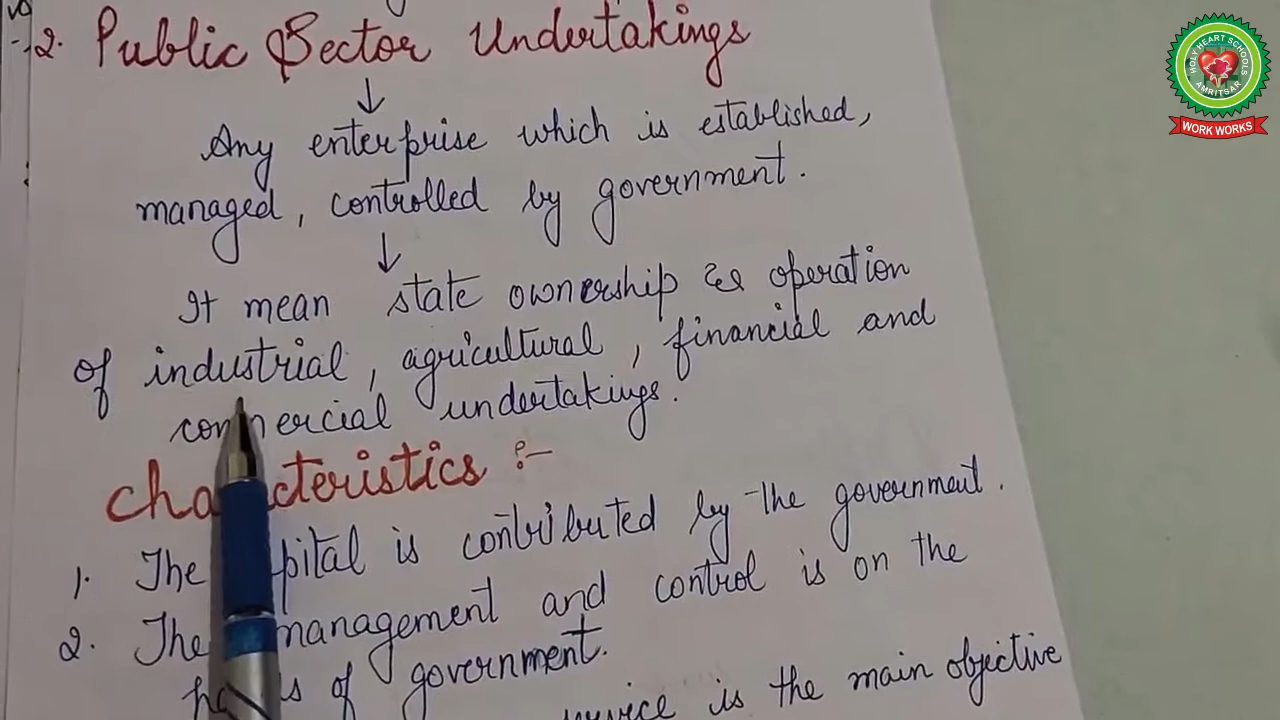 2. Public Sector Undertakings
↓
Any enterprise which is established,
managed, controlled by government.
↓
It mean state ownership & operation
of industrial, agricultural, financial and
commercial undertakings.
Characteristics :-
1. The capital is contributed by the government.
2. The management and control is on the
hands of government.
service is the main objective
HOLY HEART SCHOOLS
AMRITSAR
WORK WORKS